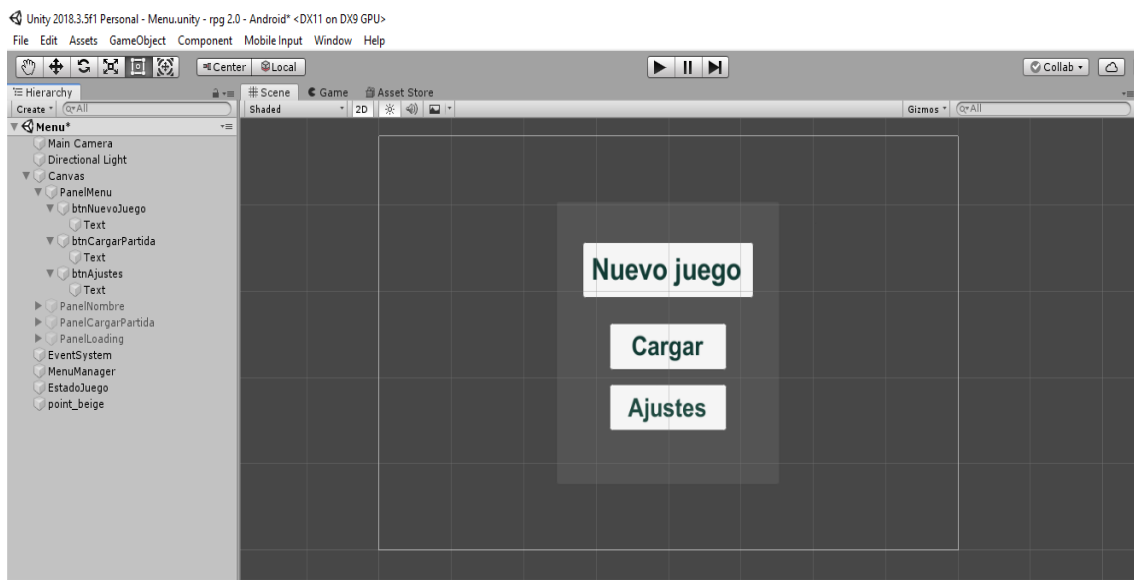 Unity 2018.3.5f1 Personal - Menu.unity - rpg 2.0 - Android* <DX11 on DX9 GPU>
File Edit Assets GameObject Component Mobile Input Window Help
Center Local Collab
Hierarchy
Scene Game Asset Store
Create All
Shaded 2D Gizmos All
Menu*
Main Camera
Directional Light
Canvas
PanelMenu
btnNuevoJuego
Text
btnCargarPartida
Text
btnAjustes
Text
PanelNombre
PanelCargarPartida
PanelLoading
EventSystem
MenuManager
EstadoJuego
point_beige
Nuevo juego
Cargar
Ajustes